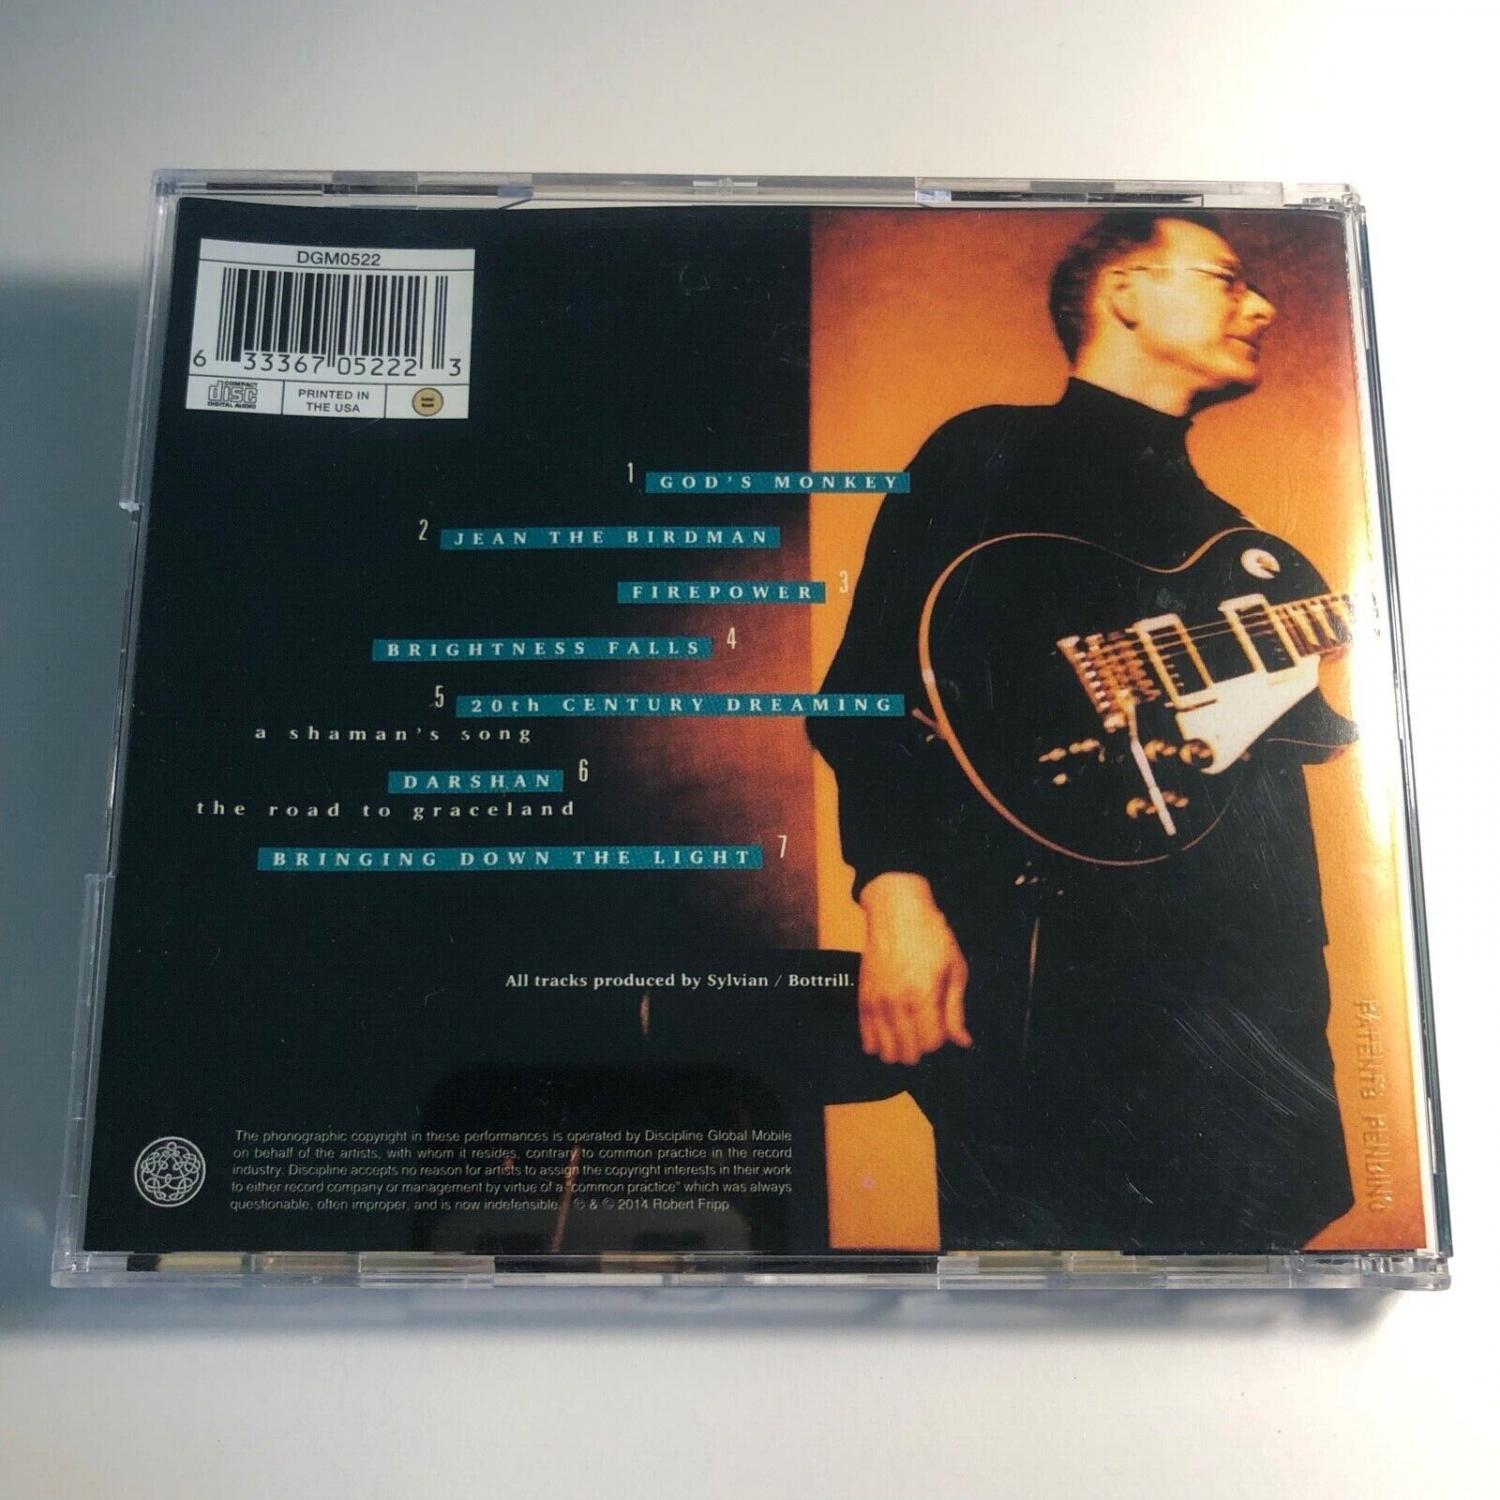 DGM0522
6 33367 05222 3
COMPACT
disc
DIGITAL AUDIO
PRINTED IN
THE USA
1 GOD'S MONKEY
2 JEAN THE BIRDMAN
FIREPOWER 3
BRIGHTNESS FALLS 4
5 20th CENTURY DREAMING
a shaman's song
DARSHAN 6
the road to graceland
BRINGING DOWN THE LIGHT 7
All tracks produced by Sylvian / Bottrill.
The phonographic copyright in these performances is operated by Discipline Global Mobile
on behalf of the artists, with whom it resides, contrary to common practice in the record
industry. Discipline accepts no reason for artists to assign the copyright interests in their work
to either record company or management by virtue of a "common practice" which was always
questionable, often improper, and is now indefensible. ℗ & © 2014 Robert Fripp
PATENTS PENDING